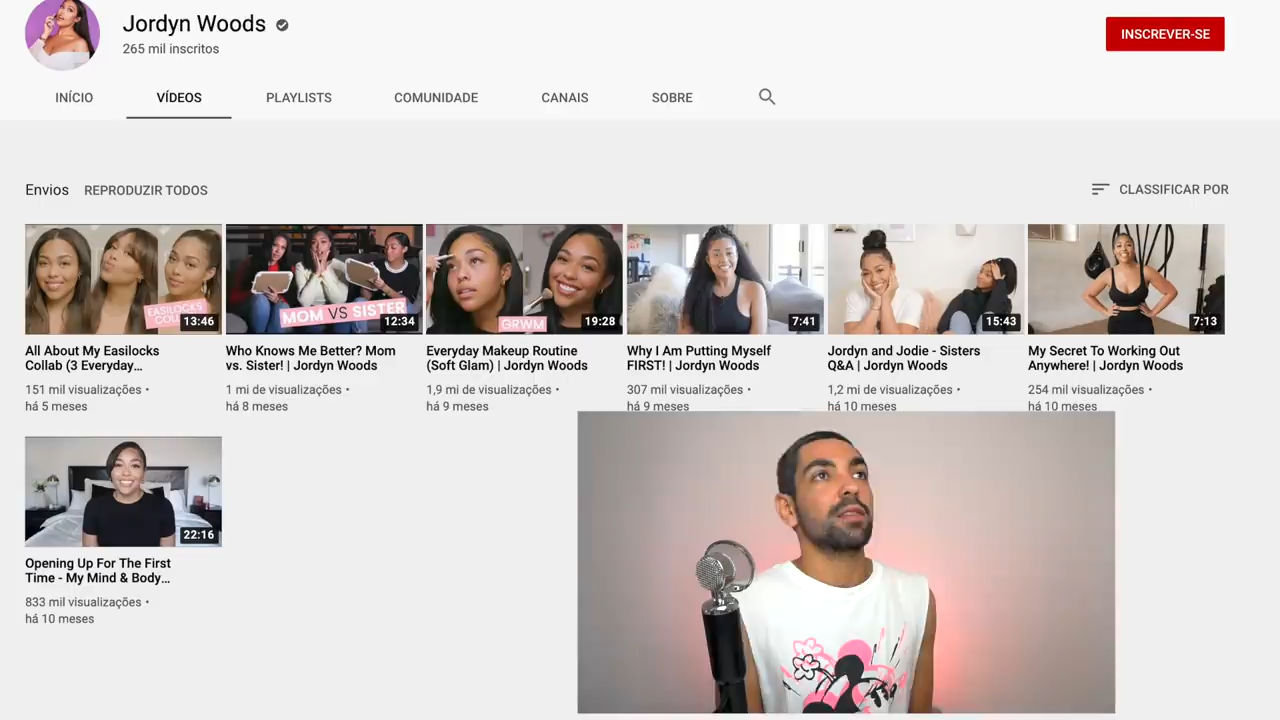 Jordyn Woods
265 mil inscritos
INSCREVER-SE
INÍCIO VÍDEOS PLAYLISTS COMUNIDADE CANAIS SOBRE
Envios REPRODUZIR TODOS CLASSIFICAR POR
EASILOCKS
13:46
MOM VS SISTER!
12:34
GRWM
19:28
7:41
15:43
7:13
All About My Easilocks
Collab (3 Everyday…
151 mil visualizações •
há 5 meses
Who Knows Me Better? Mom
vs. Sister! | Jordyn Woods
1 mi de visualizações •
há 8 meses
Everyday Makeup Routine
(Soft Glam) | Jordyn Woods
1,9 mi de visualizações •
há 9 meses
Why I Am Putting Myself
FIRST! | Jordyn Woods
307 mil visualizações •
há 9 meses
Jordyn and Jodie - Sisters
Q&A | Jordyn Woods
1,2 mi de visualizações •
há 10 meses
My Secret To Working Out
Anywhere! | Jordyn Woods
254 mil visualizações •
há 10 meses
22:16
Opening Up For The First
Time - My Mind & Body…
833 mil visualizações •
há 10 meses